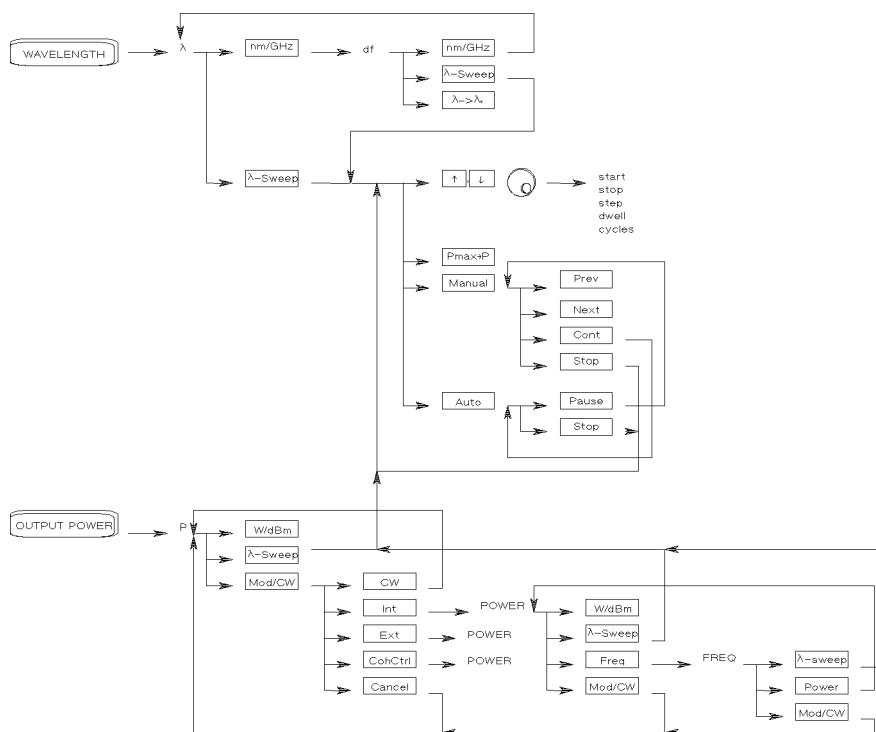 WAVELENGTH
λ
nm/GHz
df
nm/GHz
λ-Sweep
λ->λ₀
λ-Sweep
↑ , ↓
start
stop
step
dwell
cycles
Pmax→P
Manual
Prev
Next
Cont
Stop
Auto
Pause
Stop
OUTPUT POWER
P
W/dBm
λ-Sweep
Mod/CW
CW
Int
POWER
W/dBm
Ext
POWER
λ-Sweep
CohCtrl
POWER
Freq
FREQ
λ-sweep
Cancel
Mod/CW
Power
Mod/CW